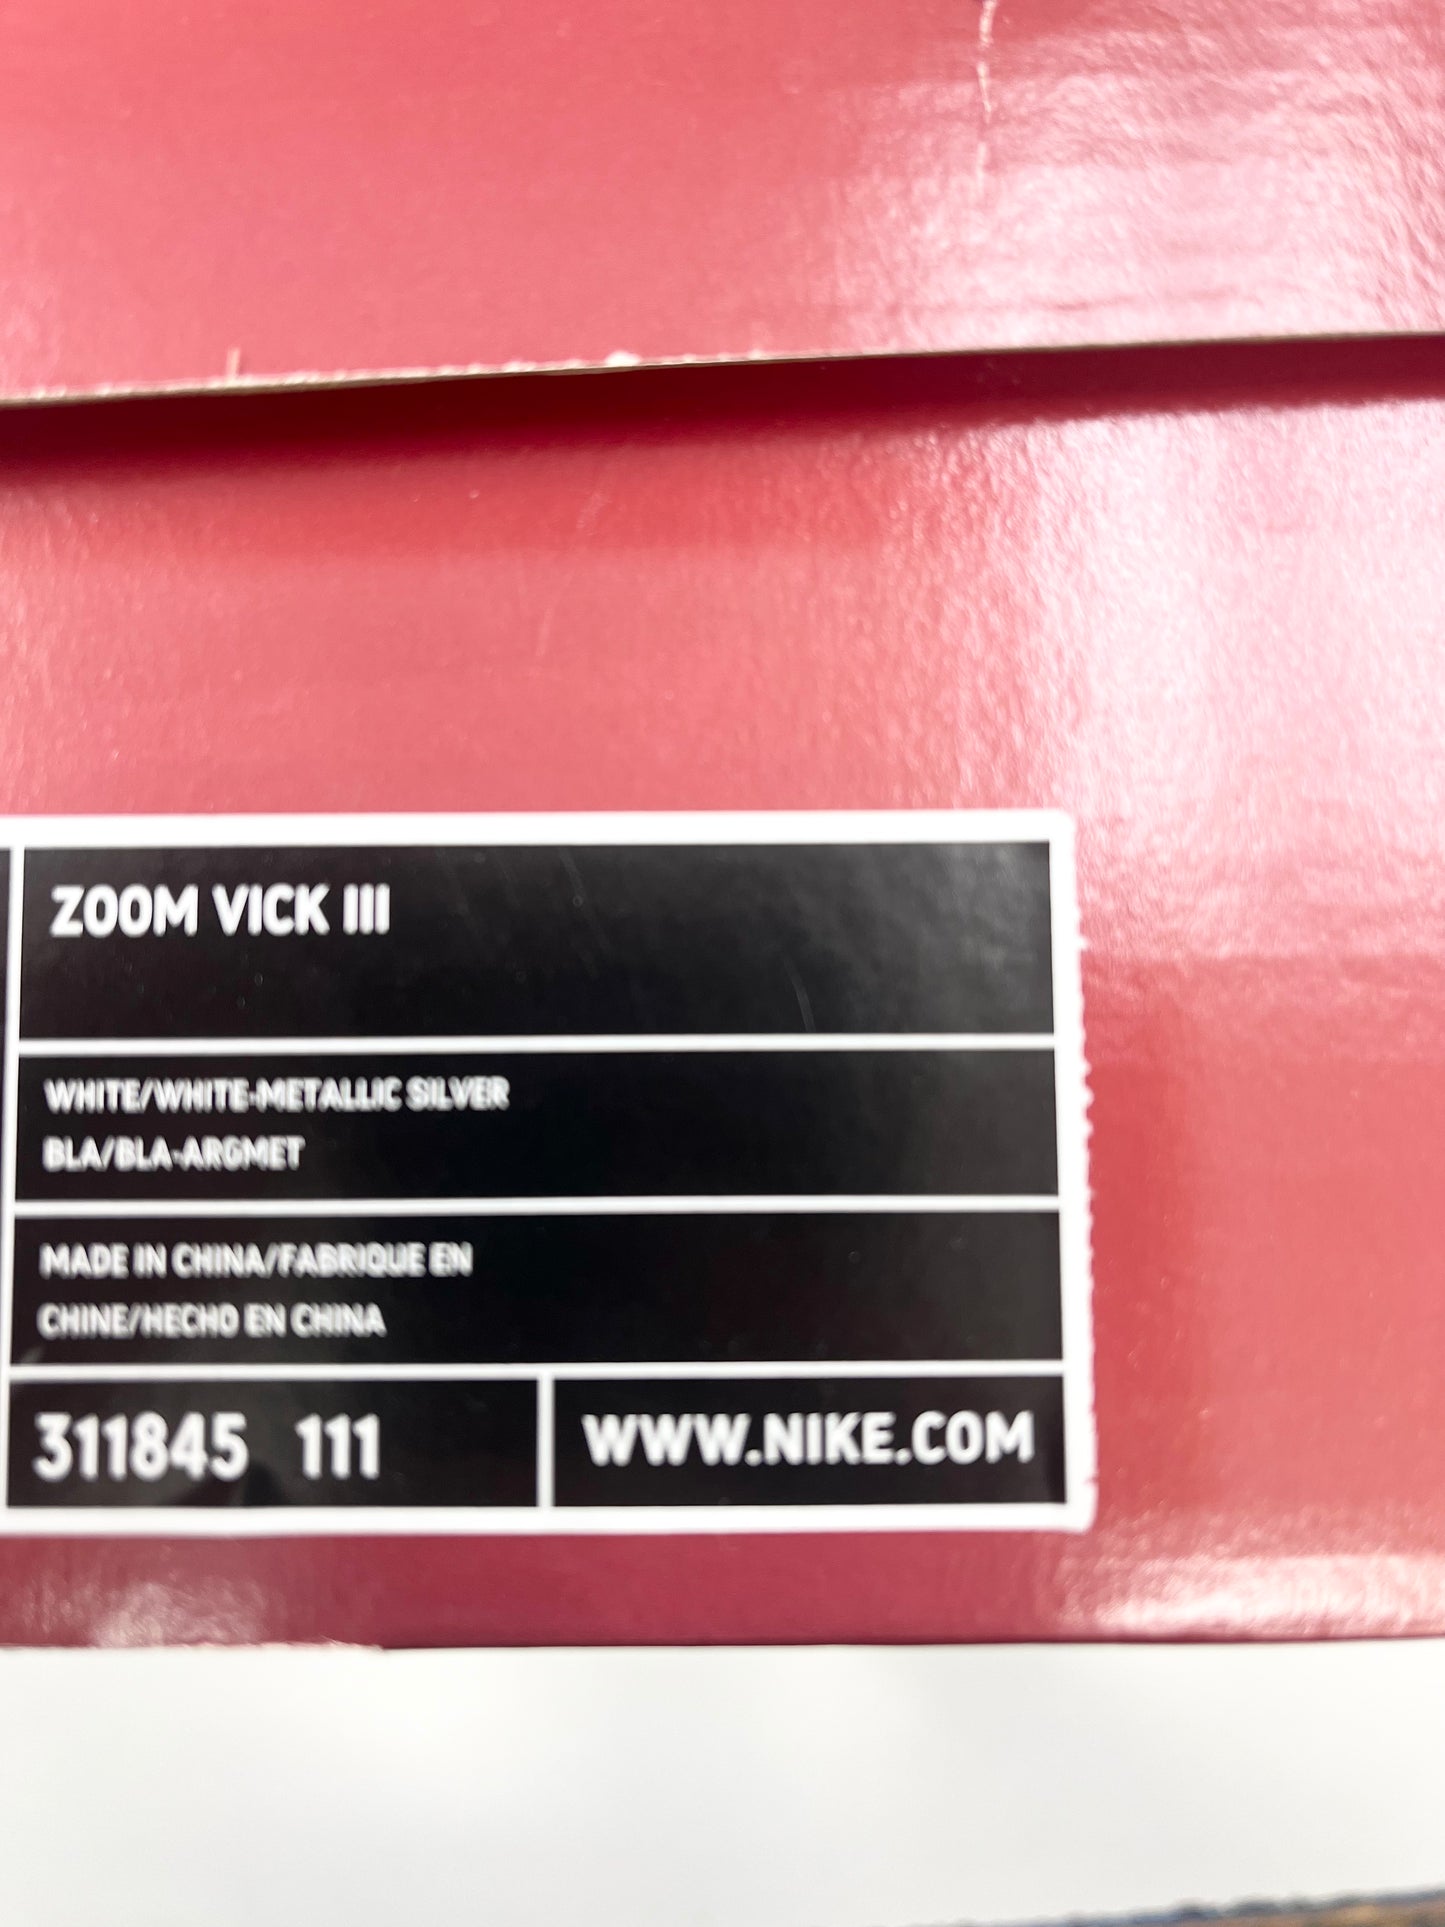 ZOOM VICK III
WHITE/WHITE-METALLIC SILVER
BLA/BLA-ARGMET
MADE IN CHINA/FABRIQUE EN
CHINE/HECHO EN CHINA
311845 111
WWW.NIKE.COM